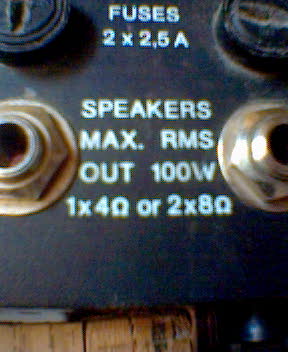 FUSES
2 x 2,5 A
SPEAKERS
MAX. RMS
OUT 100W
1x4Ω or 2x8Ω